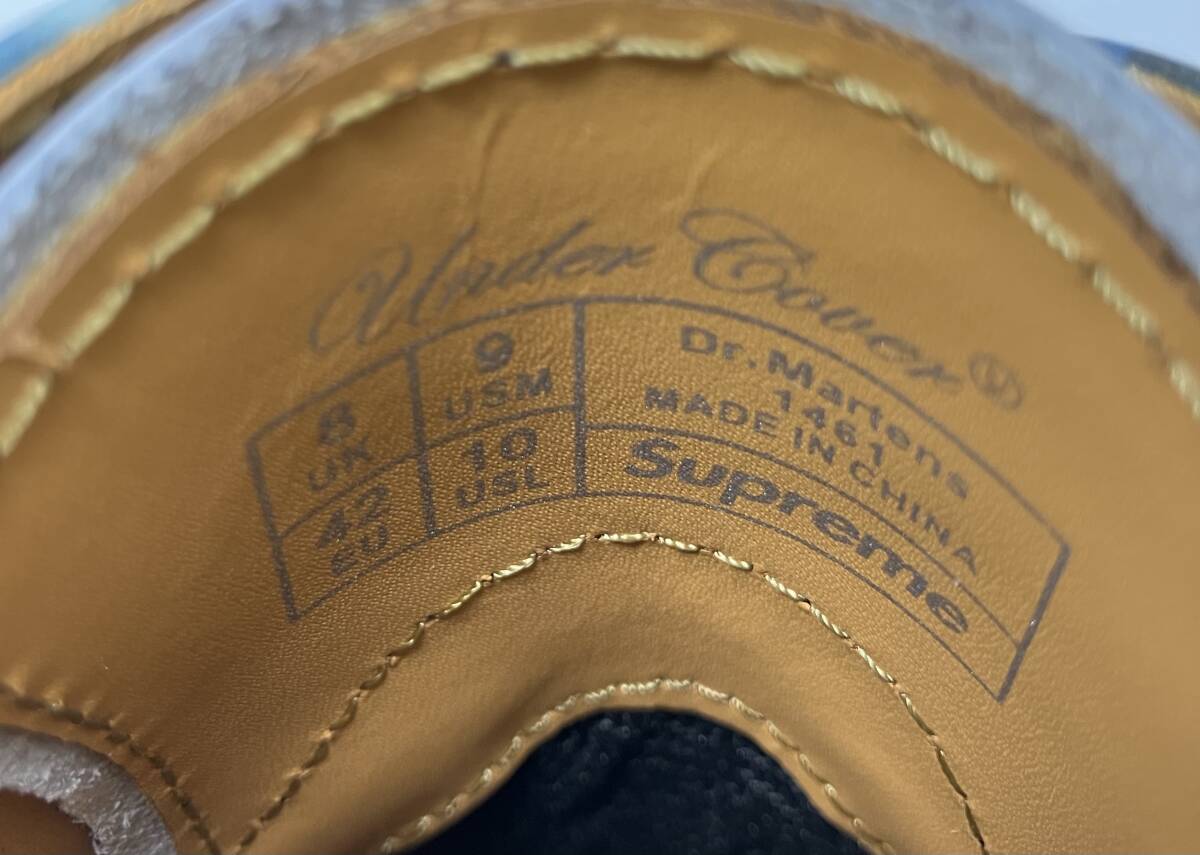 Under Cover®
8
UK
9
USM
42
EU
10
USL
Dr.Martens
1461
MADE IN CHINA
Supreme